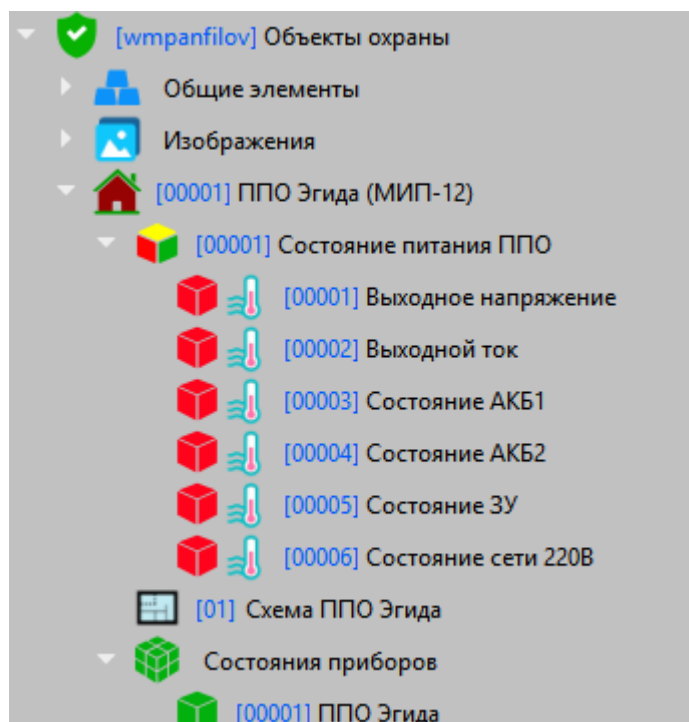 [wmpanfilov] Объекты охраны
Общие элементы
Изображения
[00001] ППО Эгида (МИП-12)
[00001] Состояние питания ППО
[00001] Выходное напряжение
[00002] Выходной ток
[00003] Состояние АКБ1
[00004] Состояние АКБ2
[00005] Состояние ЗУ
[00006] Состояние сети 220В
[01] Схема ППО Эгида
Состояния приборов
[00001] ППО Эгида